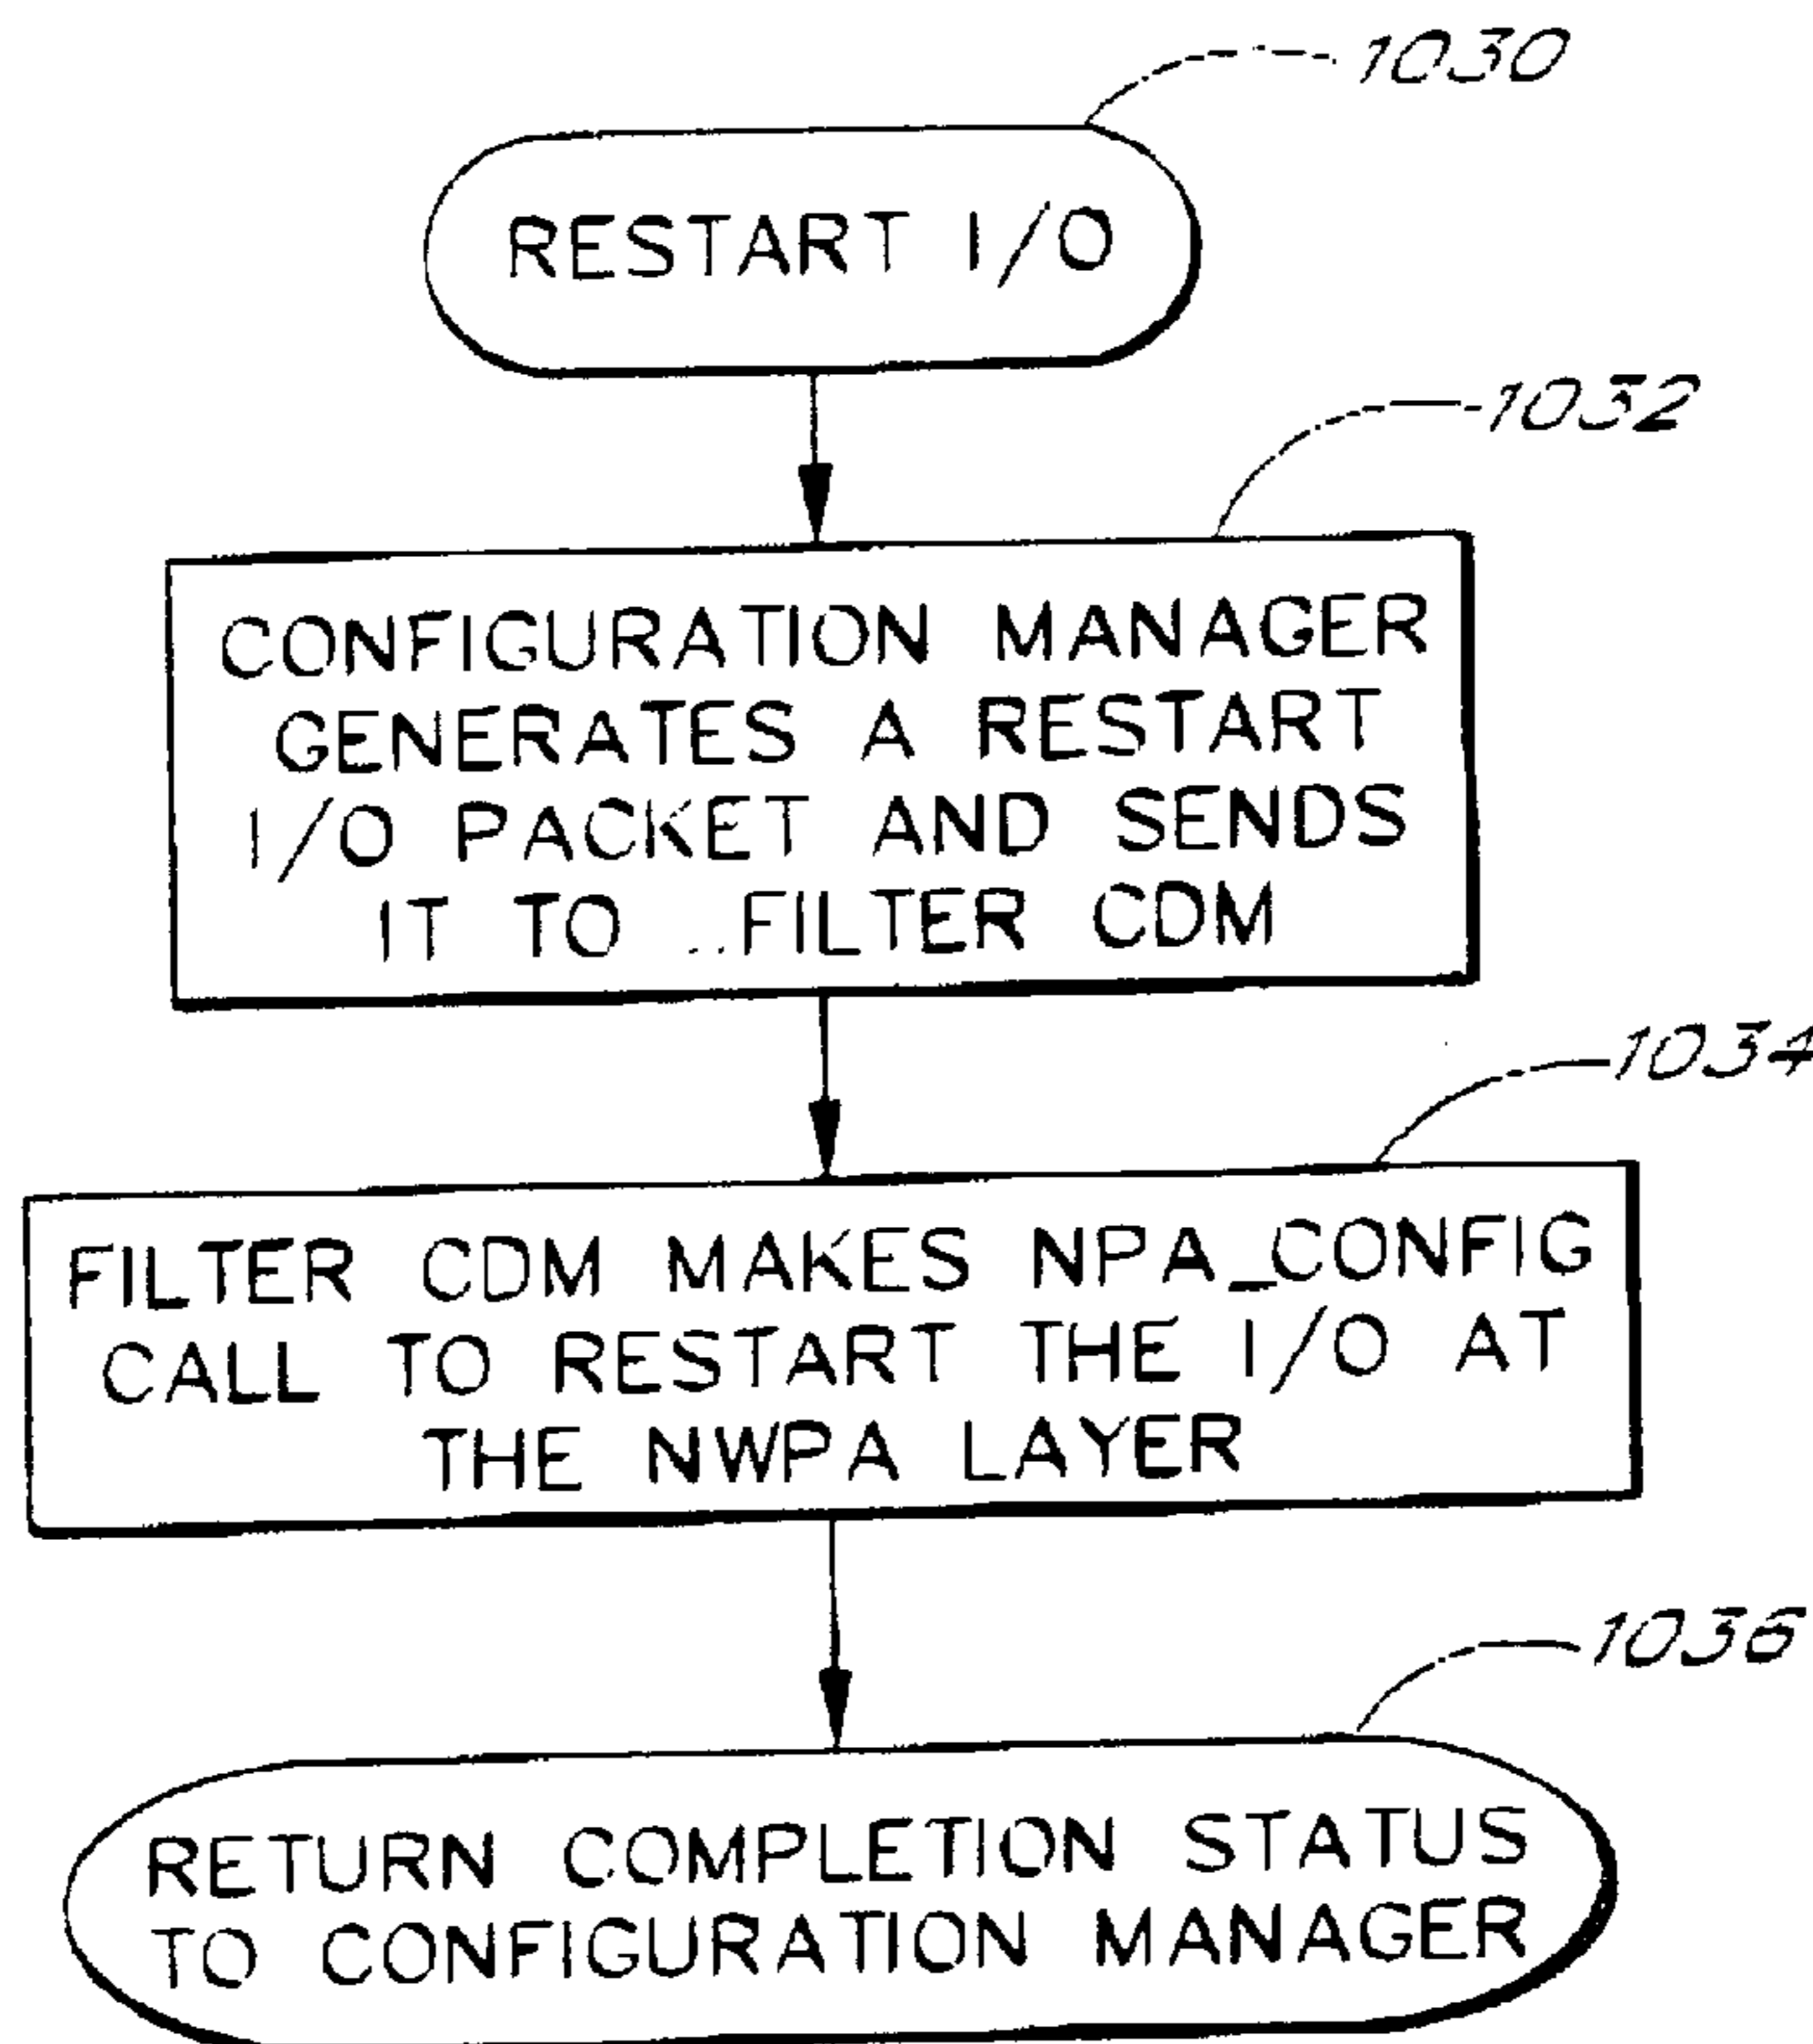 1030
RESTART I/O
1032
CONFIGURATION MANAGER
GENERATES A RESTART
I/O PACKET AND SENDS
IT TO ..FILTER CDM
1034
FILTER CDM MAKES NPA_CONFIG
CALL TO RESTART THE I/O AT
THE NWPA LAYER
1036
RETURN COMPLETION STATUS
TO CONFIGURATION MANAGER